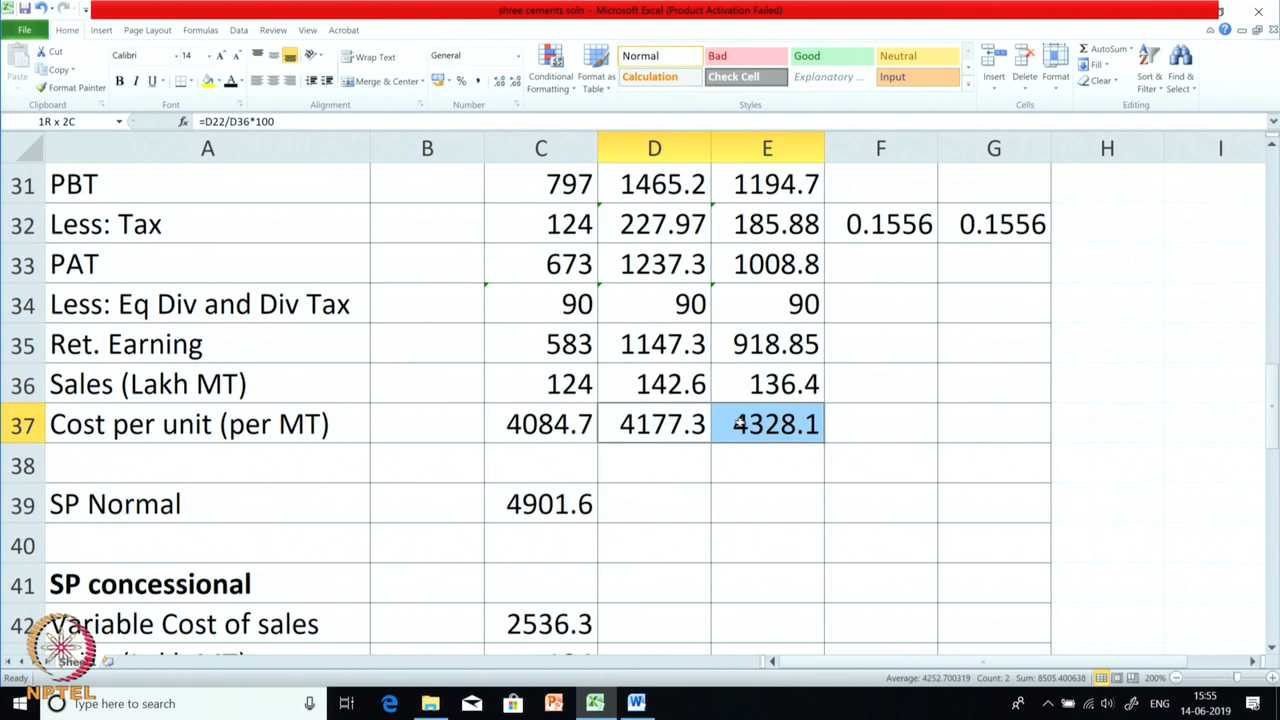 shree cements soln - Microsoft Excel (Product Activation Failed)
File Home Insert Page Layout Formulas Data Review View Acrobat
Cut Calibri 14 A A Wrap Text General Normal Bad Good Neutral AutoSum
Copy Fill
Paste Format Painter B I U A Merge & Center % , Conditional Formatting Format as Table Calculation Check Cell Explanary ... Input Insert Delete Format Clear Sort & Filter Find & Select
Clipboard Font Alignment Number Styles Cells Editing
1R x 2C fx =D22/D36*100
A B C D E F G H I
31 PBT 797 1465.2 1194.7
32 Less: Tax 124 227.97 185.88 0.1556 0.1556
33 PAT 673 1237.3 1008.8
34 Less: Eq Div and Div Tax 90 90 90
35 Ret. Earning 583 1147.3 918.85
36 Sales (Lakh MT) 124 142.6 136.4
37 Cost per unit (per MT) 4084.7 4177.3 4328.1
38
39 SP Normal 4901.6
40
41 SP concessional
42 Variable Cost of sales 2536.3
Ready Average: 4252.700319 Count: 2 Sum: 8505.400638 200%
NPTEL
Type here to search ENG 15:55
14-06-2019